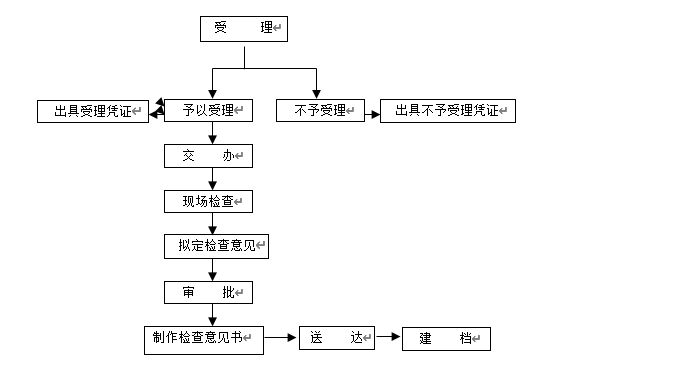 受 理
出具受理凭证 予以受理 不予受理 出具不予受理凭证
交 办
现场检查
拟定检查意见
审 批
制作检查意见书 送 达 建 档